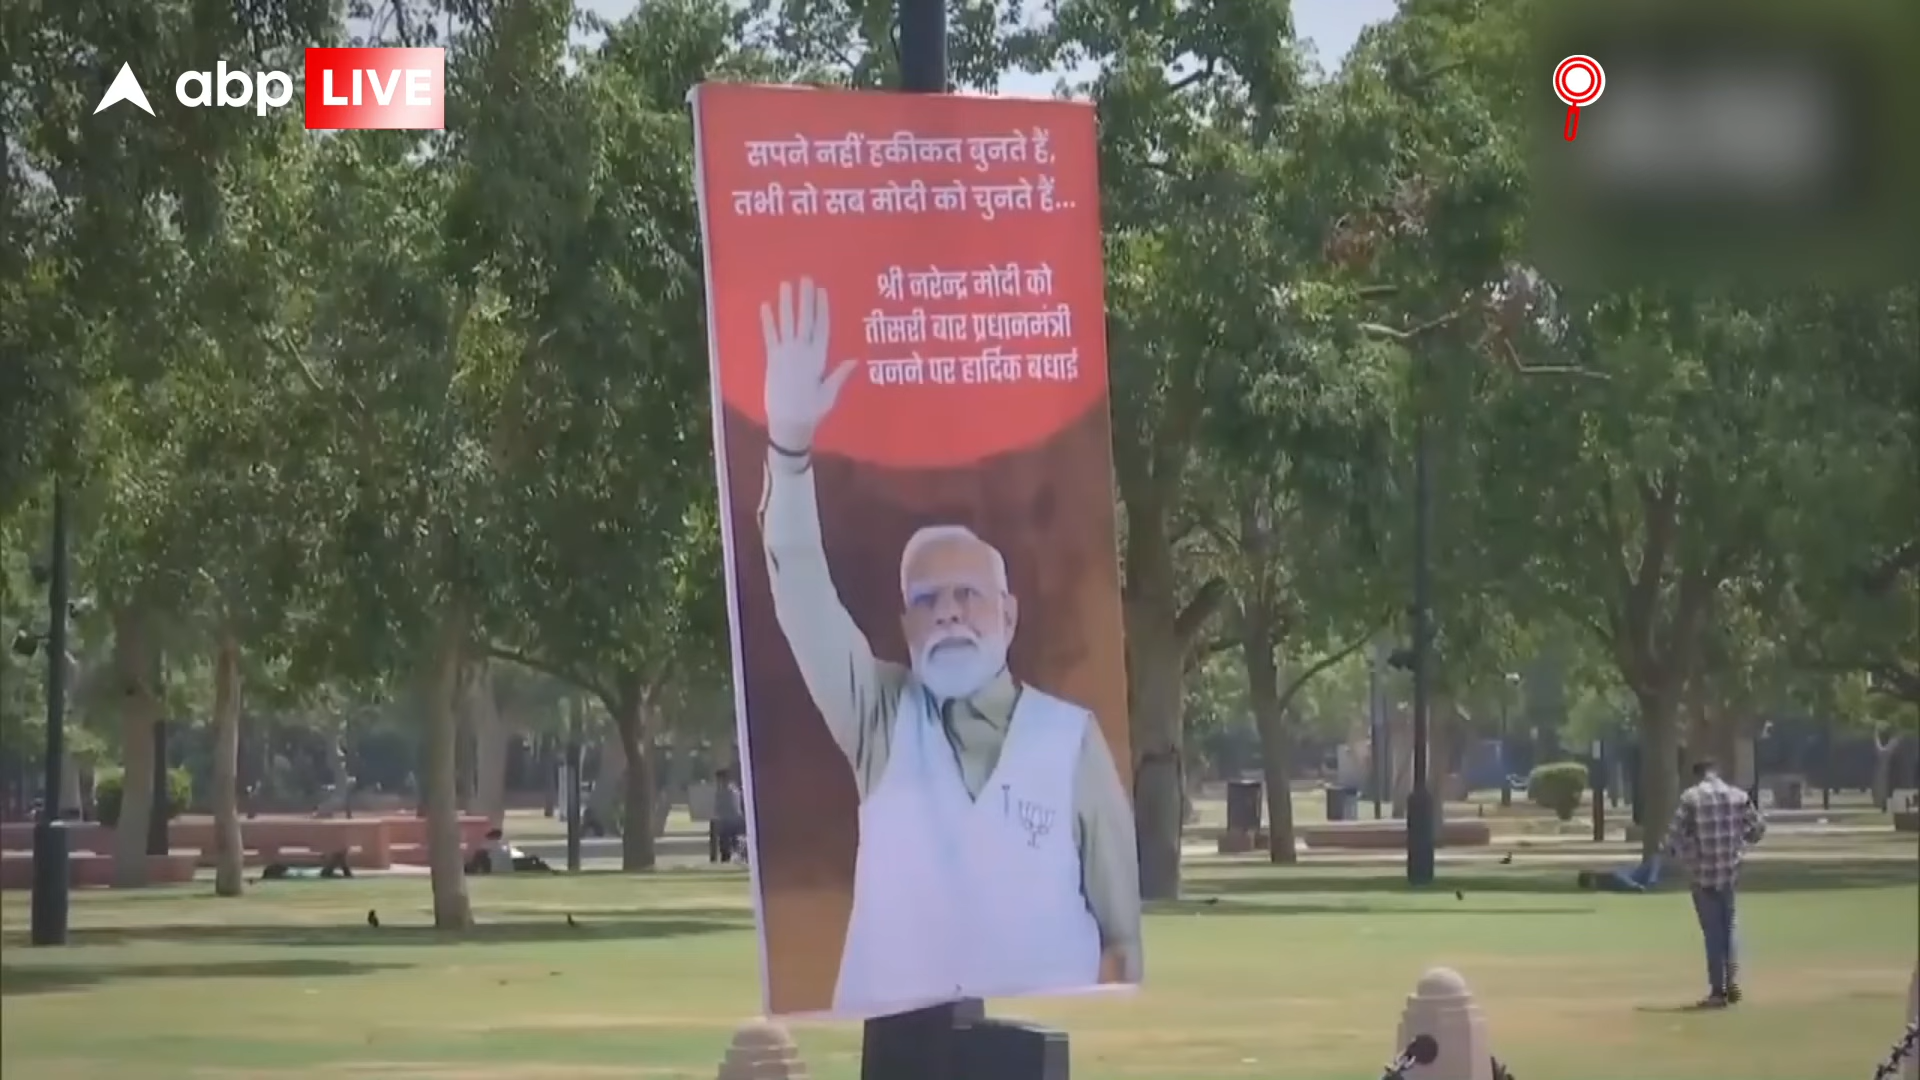 abp LIVE
सपने नहीं हकीकत बुनते हैं,
तभी तो सब मोदी को चुनते हैं...
श्री नरेन्द्र मोदी को
तीसरी बार प्रधानमंत्री
बनने पर हार्दिक बधाई